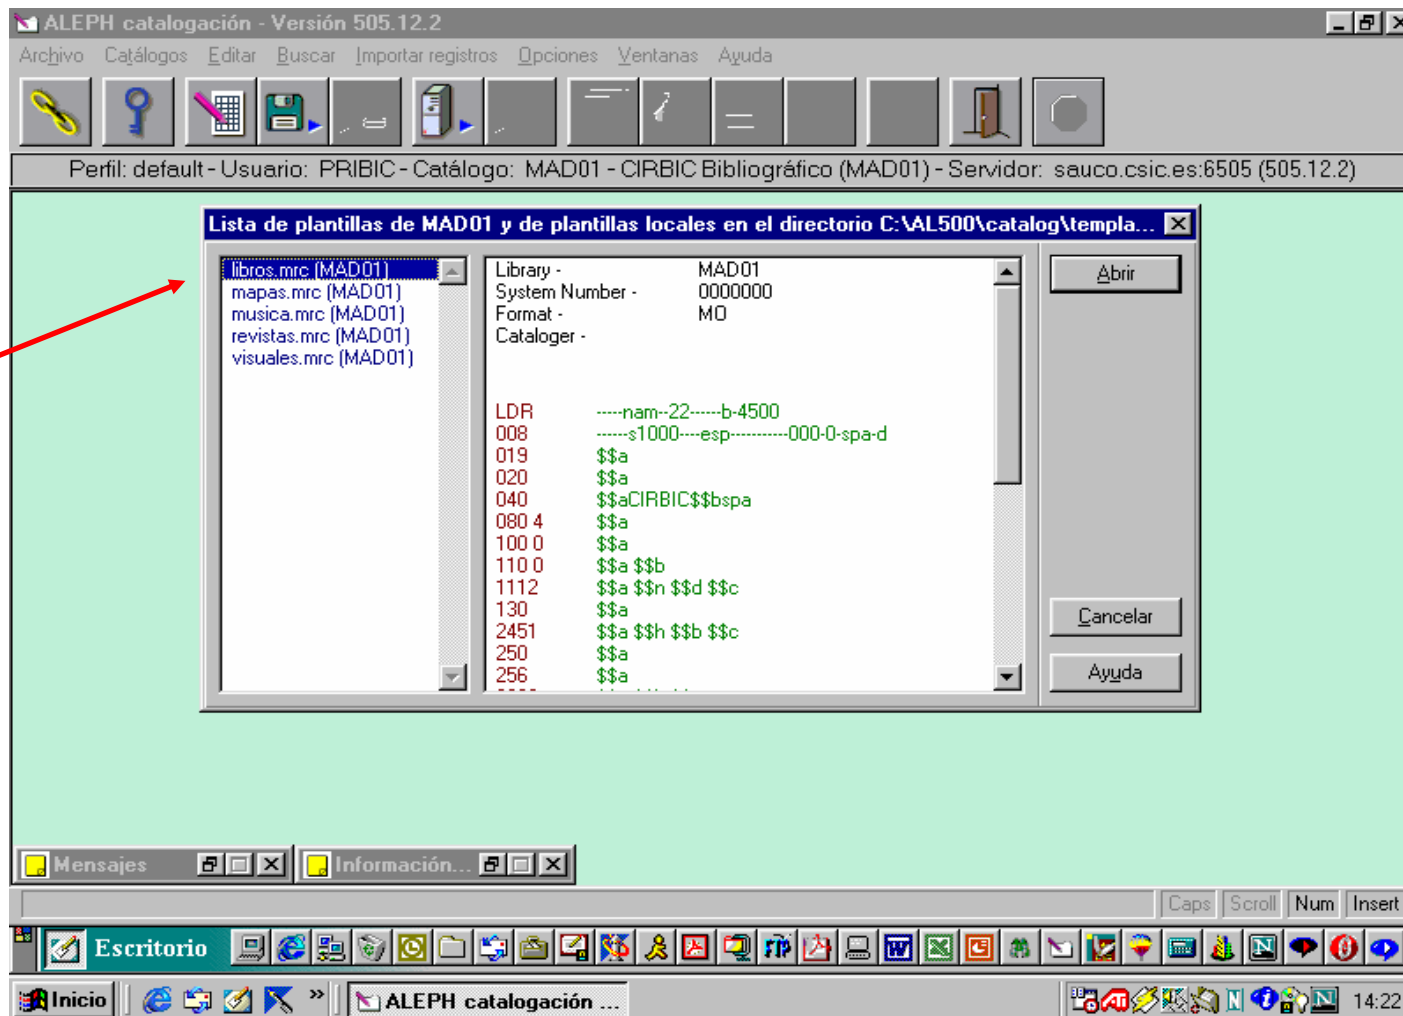 ALEPH catalogación - Versión 505.12.2
Archivo Catálogos Editar Buscar Importar registros Opciones Ventanas Ayuda
Perfil: default - Usuario: PRIBIC - Catálogo: MAD01 - CIRBIC Bibliográfico (MAD01) - Servidor: sauco.csic.es:6505 (505.12.2)
Lista de plantillas de MAD01 y de plantillas locales en el directorio C:\AL500\catalog\templa...
libros.mrc (MAD01)
mapas.mrc (MAD01)
musica.mrc (MAD01)
revistas.mrc (MAD01)
visuales.mrc (MAD01)
Library - MAD01
System Number - 0000000
Format - MO
Cataloger -
LDR -----nam--22------b-4500
008 ------s1000----esp-----------000-0-spa-d
019 $$a
020 $$a
040 $$aCIRBIC$$bspa
080 4 $$a
100 0 $$a
110 0 $$a $$b
1112 $$a $$n $$d $$c
130 $$a
2451 $$a $$h $$b $$c
250 $$a
256 $$a
Abrir
Cancelar
Ayuda
Mensajes
Información...
Caps Scroll Num Insert
Escritorio
Inicio » ALEPH catalogación ... 14:22